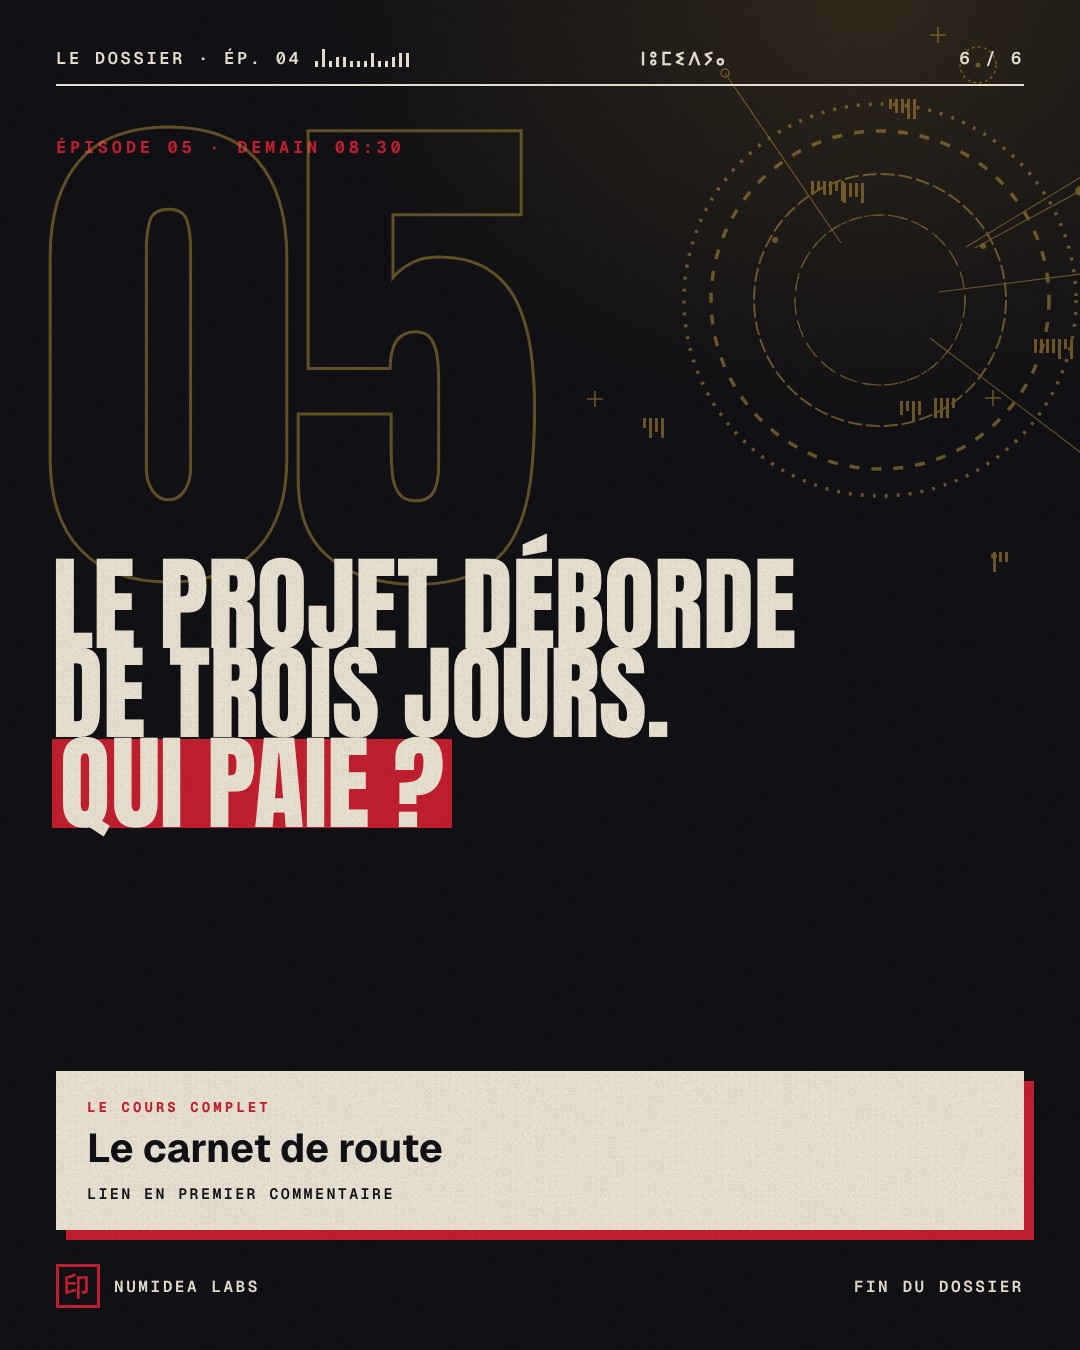 LE DOSSIER · ÉP. 04
ⵏⵓⵎⵉⴷⵢⴰ
6 / 6
ÉPISODE 05 · DEMAIN 08:30
05
LE PROJET DÉBORDE
DE TROIS JOURS.
QUI PAIE ?
LE COURS COMPLET
Le carnet de route
LIEN EN PREMIER COMMENTAIRE
印 NUMIDEA LABS
FIN DU DOSSIER